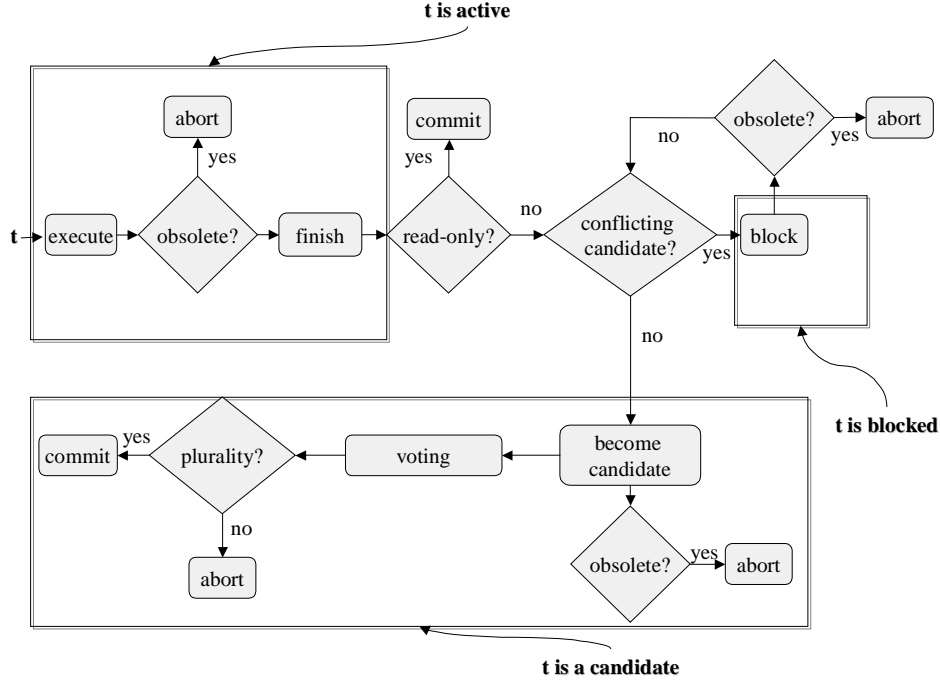 t is active
abort
commit
obsolete?
abort
yes
yes
no
yes
t
execute
obsolete?
finish
read-only?
no
conflicting
candidate?
yes
block
no
t is blocked
commit
yes
plurality?
voting
become
candidate
no
abort
obsolete?
yes
abort
t is a candidate